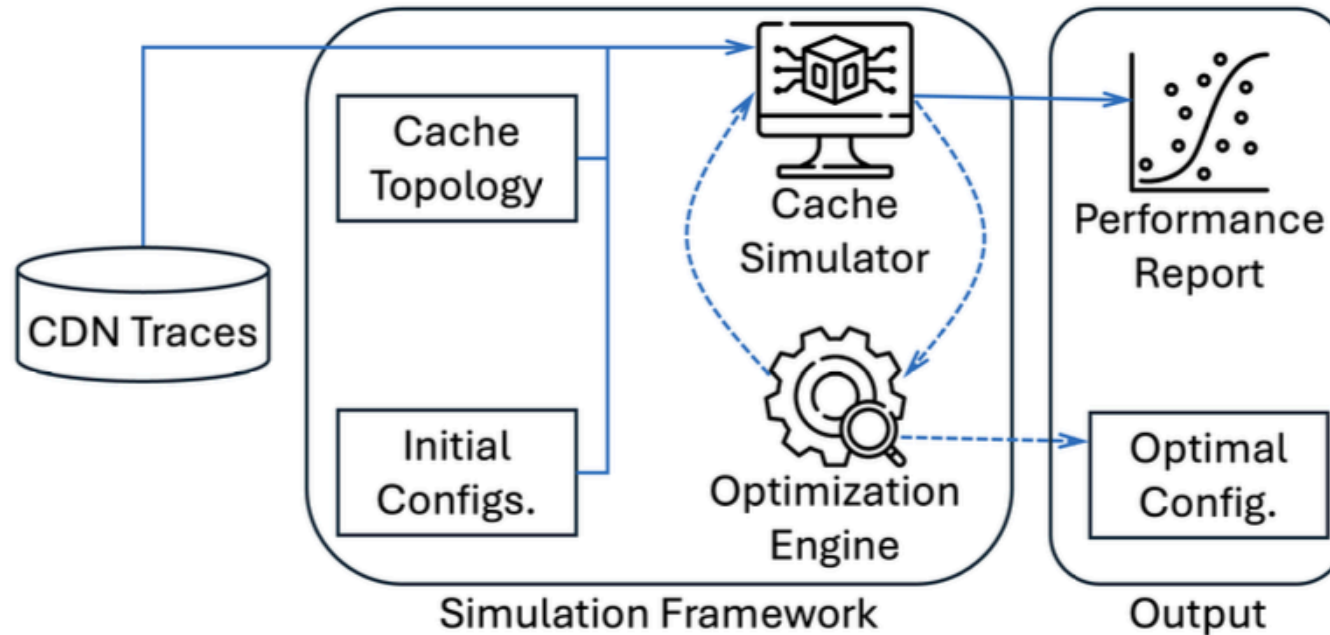 CDN Traces
Cache
Topology
Initial
Configs.
Cache
Simulator
Optimization
Engine
Simulation Framework
Performance
Report
Optimal
Config.
Output